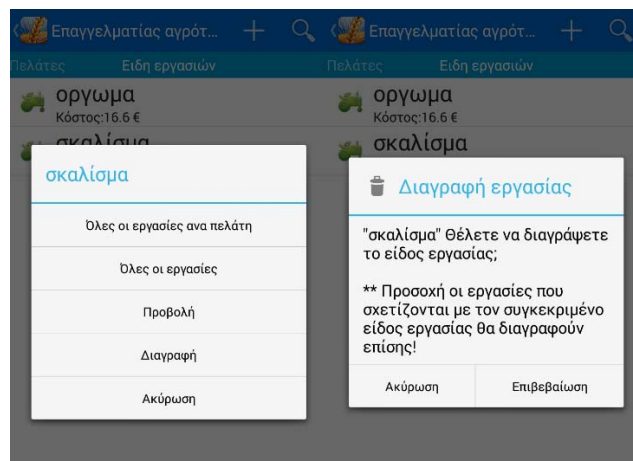 Επαγγελματίας αγρότ...
Πελάτες Ειδη εργασιών
οργωμα
Κόστος:16.6 €
σκαλίσμα
σκαλίσμα
Όλες οι εργασίες ανα πελάτη
Όλες οι εργασίες
Προβολή
Διαγραφή
Ακύρωση
Επαγγελματίας αγρότ...
Πελάτες Ειδη εργασιών
οργωμα
Κόστος:16.6 €
σκαλίσμα
Διαγραφή εργασίας
"σκαλίσμα" Θέλετε να διαγράψετε
το είδος εργασίας;
** Προσοχή οι εργασίες που
σχετίζονται με τον συγκεκριμένο
είδος εργασίας θα διαγραφούν
επίσης!
Ακύρωση Επιβεβαίωση